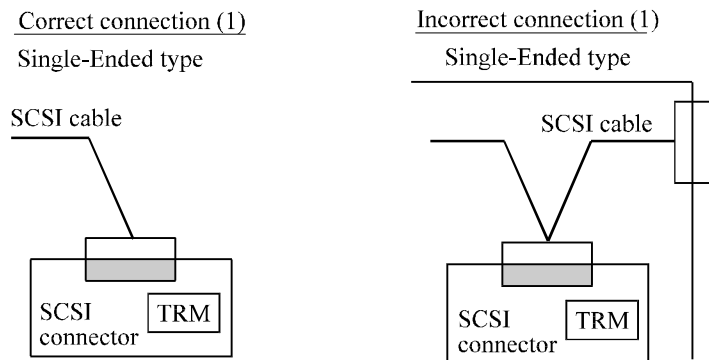 Correct connection (1)
Single-Ended type
SCSI cable
SCSI
connector
TRM
Incorrect connection (1)
Single-Ended type
SCSI cable
SCSI
connector
TRM